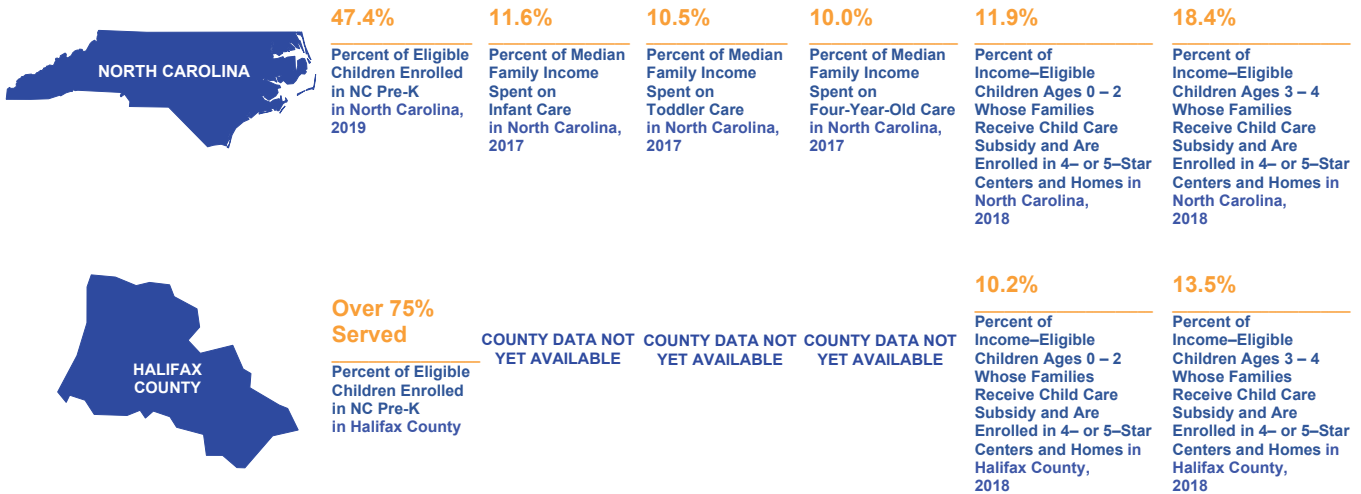 NORTH CAROLINA
47.4%
Percent of Eligible
Children Enrolled
in NC Pre-K
in North Carolina,
2019
11.6%
Percent of Median
Family Income
Spent on
Infant Care
in North Carolina,
2017
10.5%
Percent of Median
Family Income
Spent on
Toddler Care
in North Carolina,
2017
10.0%
Percent of Median
Family Income
Spent on
Four-Year-Old Care
in North Carolina,
2017
11.9%
Percent of
Income–Eligible
Children Ages 0 – 2
Whose Families
Receive Child Care
Subsidy and Are
Enrolled in 4– or 5–Star
Centers and Homes in
North Carolina,
2018
18.4%
Percent of
Income–Eligible
Children Ages 3 – 4
Whose Families
Receive Child Care
Subsidy and Are
Enrolled in 4– or 5–Star
Centers and Homes in
North Carolina,
2018
HALIFAX
COUNTY
Over 75%
Served
Percent of Eligible
Children Enrolled
in NC Pre-K
in Halifax County
COUNTY DATA NOT
YET AVAILABLE
COUNTY DATA NOT
YET AVAILABLE
COUNTY DATA NOT
YET AVAILABLE
10.2%
Percent of
Income–Eligible
Children Ages 0 – 2
Whose Families
Receive Child Care
Subsidy and Are
Enrolled in 4– or 5–Star
Centers and Homes in
Halifax County,
2018
13.5%
Percent of
Income–Eligible
Children Ages 3 – 4
Whose Families
Receive Child Care
Subsidy and Are
Enrolled in 4– or 5–Star
Centers and Homes in
Halifax County,
2018